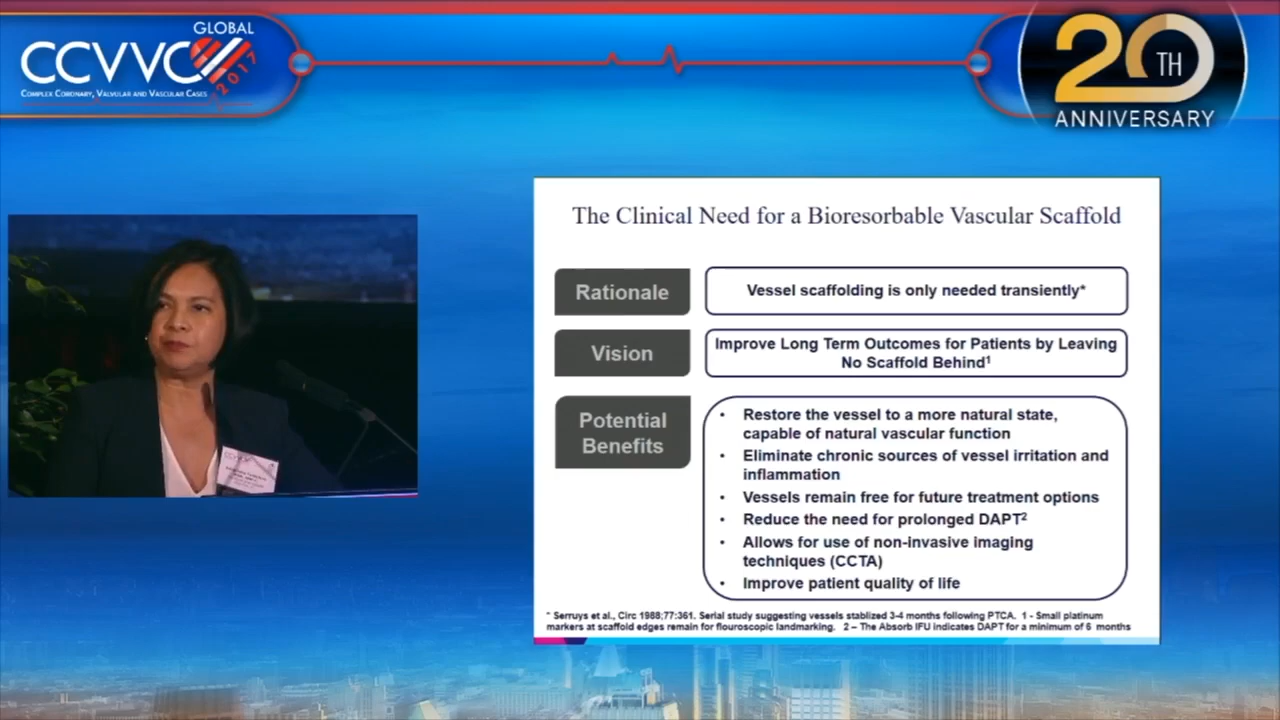 GLOBAL
CCVVC
2017
COMPLEX CORONARY, VALVULAR AND VASCULAR CASES
20TH
ANNIVERSARY
The Clinical Need for a Bioresorbable Vascular Scaffold
Rationale
Vessel scaffolding is only needed transiently*
Vision
Improve Long Term Outcomes for Patients by Leaving
No Scaffold Behind1
Potential
Benefits
• Restore the vessel to a more natural state,
capable of natural vascular function
• Eliminate chronic sources of vessel irritation and
inflammation
• Vessels remain free for future treatment options
• Reduce the need for prolonged DAPT2
• Allows for use of non-invasive imaging
techniques (CCTA)
• Improve patient quality of life
* Serruys et al., Circ 1988;77:361. Serial study suggesting vessels stablized 3-4 months following PTCA. 1 - Small platinum
markers at scaffold edges remain for flouroscopic landmarking. 2 – The Absorb IFU indicates DAPT for a minimum of 6 months